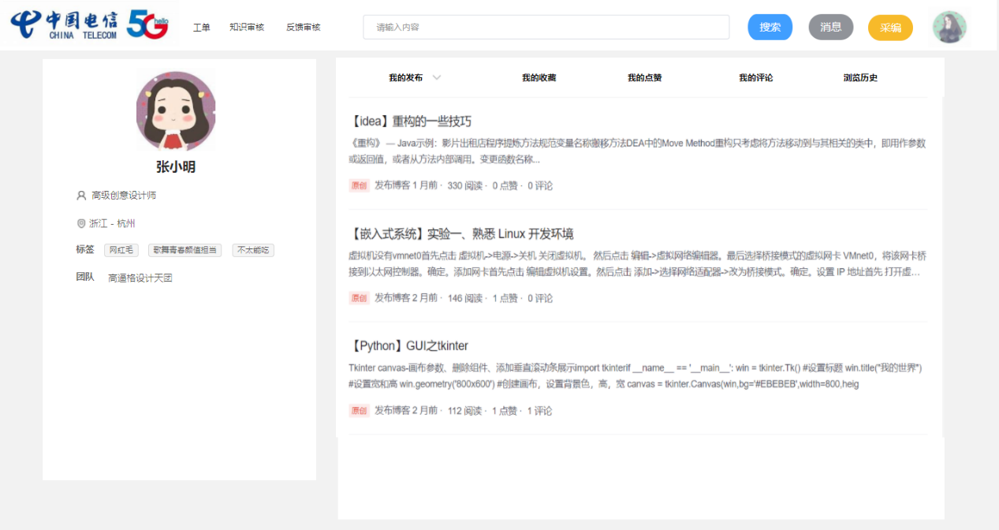 中国电信 5G hello
CHINA TELECOM
工单 知识审核 反馈审核 请输入内容 搜索 消息 采编
张小明
高级创意设计师
浙江 - 杭州
标签 网红毛 歌舞青春颜值担当 不太能吃
团队 高逼格设计天团
我的发布 我的收藏 我的点赞 我的评论 浏览历史
【idea】重构的一些技巧
《重构》 — Java示例：影片出租店程序提炼方法规范变量名称搬移方法DEA中的Move Method重构只考虑将方法移动到与其相关的类中，即用作参数
或返回值，或者从方法内部调用。变更函数名称...
原创 发布博客 1 月前 · 330 阅读 · 0 点赞 · 0 评论
【嵌入式系统】实验一、熟悉 Linux 开发环境
虚拟机没有vmnet0首先点击 虚拟机->电源->关机 关闭虚拟机。 然后点击 编辑->虚拟网络编辑器。最后选择桥接模式的虚拟网卡 VMnet0，将该网卡桥
接到以太网控制器。确定。添加网卡首先点击 编辑虚拟机设置。然后点击 添加->选择网络适配器->改为桥接模式。确定。设置 IP 地址首先 打开虚...
原创 发布博客 2 月前 · 146 阅读 · 1 点赞 · 0 评论
【Python】GUI之tkinter
Tkinter canvas-画布参数、删除组件、添加垂直滚动条展示import tkinterif __name__ == '__main__': win = tkinter.Tk() #设置标题 win.title("我的世界")
#设置宽和高 win.geometry('800x600') #创建画布，设置背景色，高，宽 canvas = tkinter.Canvas(win,bg='#EBEBEB',width=800,heig
原创 发布博客 2 月前 · 112 阅读 · 1 点赞 · 1 评论